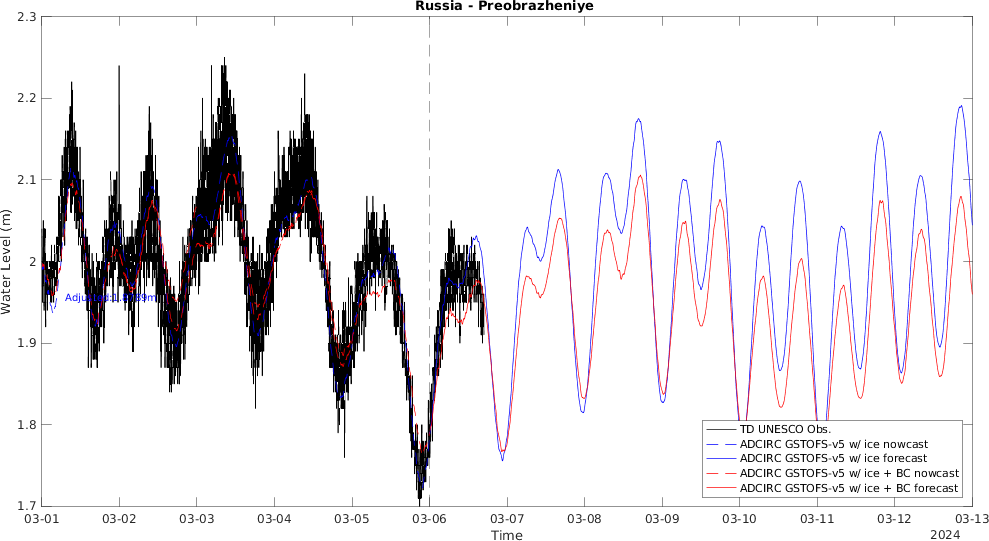 Russia - Preobrazheniye
2.3
2.2
2.1
2
1.9
1.8
1.7
Water Level (m)
TD UNESCO Obs.
ADCIRC GSTOFS-v5 w/ ice nowcast
ADCIRC GSTOFS-v5 w/ ice forecast
ADCIRC GSTOFS-v5 w/ ice + BC nowcast
ADCIRC GSTOFS-v5 w/ ice + BC forecast
03-01 03-02 03-03 03-04 03-05 03-06 03-07 03-08 03-09 03-10 03-11 03-12 03-13
Time
2024